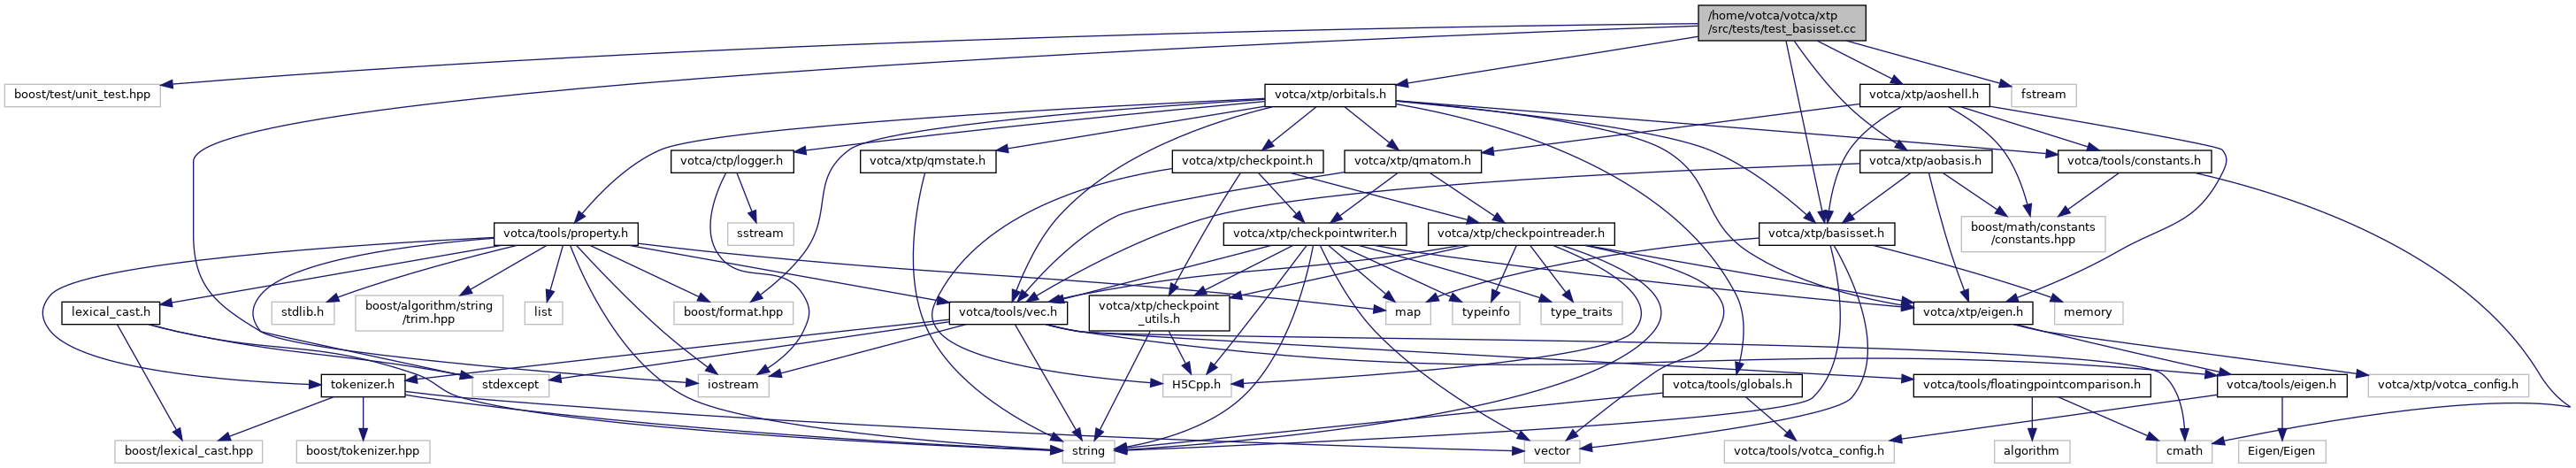 /home/votca/votca/xtp
/src/tests/test_basisset.cc
boost/test/unit_test.hpp
votca/xtp/orbitals.h
votca/xtp/aoshell.h
fstream
votca/ctp/logger.h
votca/xtp/qmstate.h
votca/xtp/checkpoint.h
votca/xtp/qmatom.h
votca/xtp/aobasis.h
votca/tools/constants.h
votca/tools/property.h
sstream
votca/xtp/checkpointwriter.h
votca/xtp/checkpointreader.h
votca/xtp/basisset.h
boost/math/constants
/constants.hpp
lexical_cast.h
stdlib.h
boost/algorithm/string
/trim.hpp
list
boost/format.hpp
votca/tools/vec.h
votca/xtp/checkpoint
_utils.h
map
typeinfo
type_traits
votca/xtp/eigen.h
memory
tokenizer.h
stdexcept
iostream
H5Cpp.h
votca/tools/globals.h
votca/tools/floatingpointcomparison.h
votca/tools/eigen.h
votca/xtp/votca_config.h
boost/lexical_cast.hpp
boost/tokenizer.hpp
string
vector
votca/tools/votca_config.h
algorithm
cmath
Eigen/Eigen